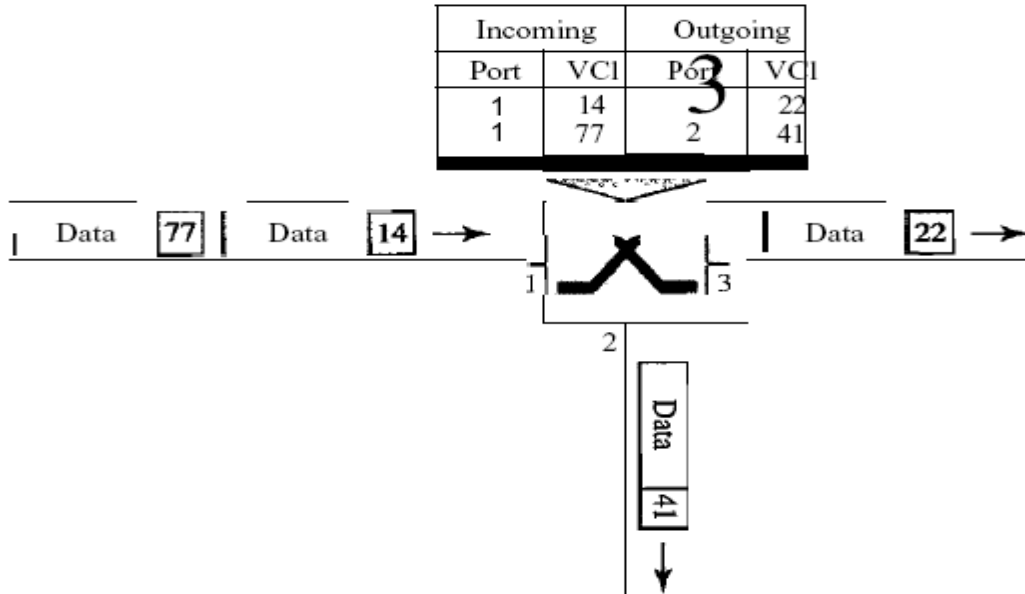 Incoming Outgoing
Port VCI Port VCI
1 14 3 22
1 77 2 41
Data 77 Data 14 Data 22
1 3
2
Data
41